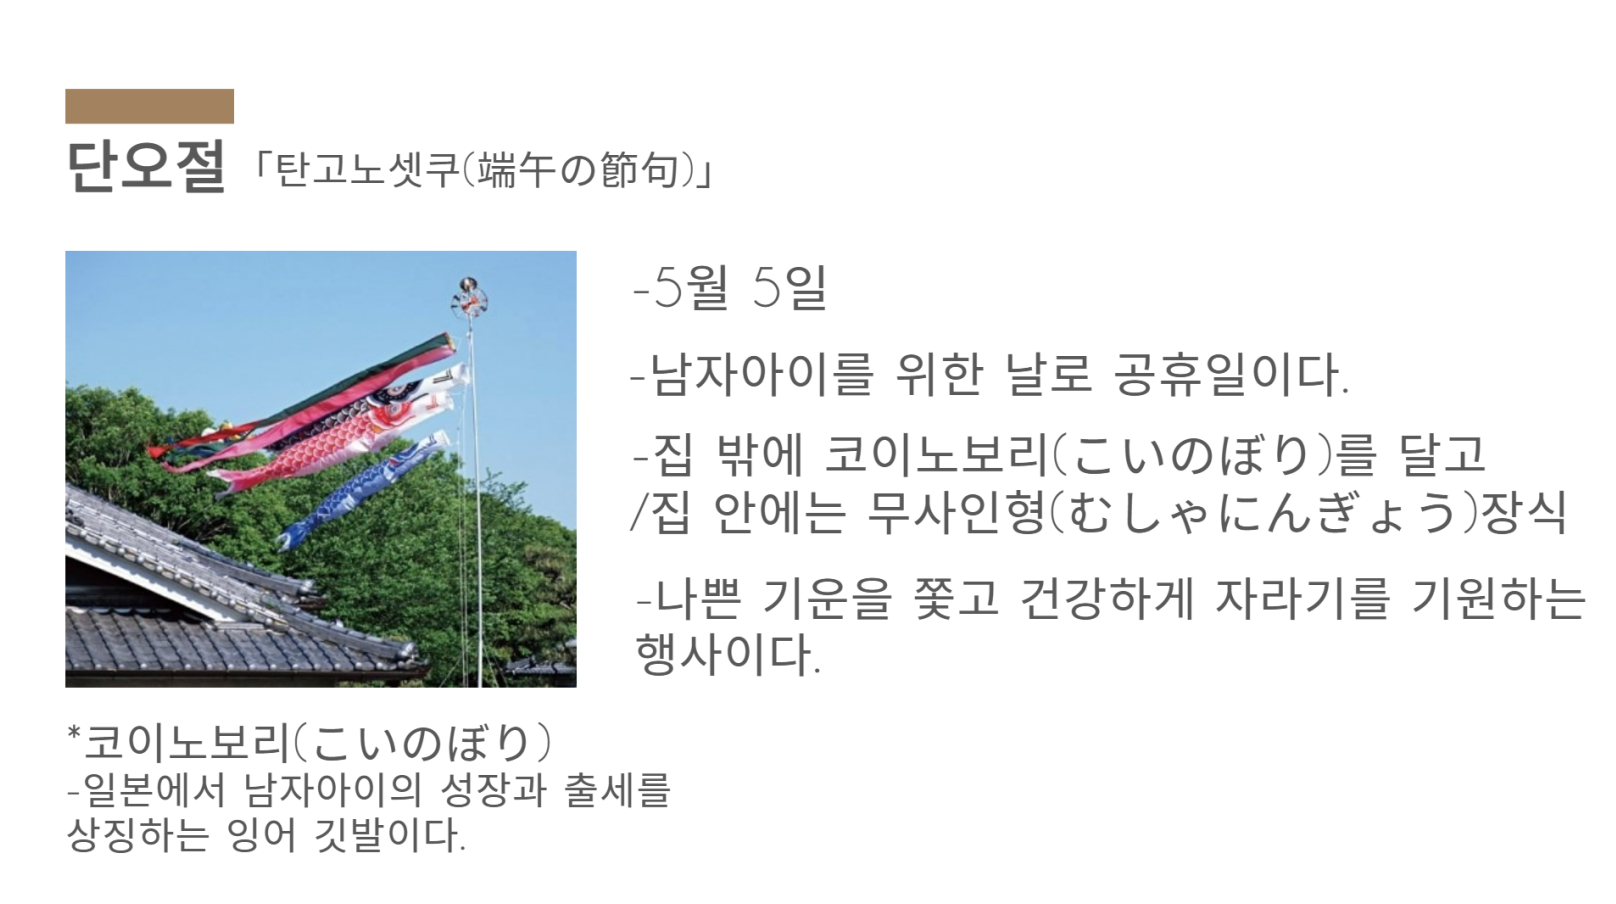 단오절 「탄고노셋쿠(端午の節句)」
-5월 5일
-남자아이를 위한 날로 공휴일이다.
-집 밖에 코이노보리(こいのぼり)를 달고
/집 안에는 무사인형(むしゃにんぎょう)장식
-나쁜 기운을 쫓고 건강하게 자라기를 기원하는
행사이다.
*코이노보리(こいのぼり)
-일본에서 남자아이의 성장과 출세를
상징하는 잉어 깃발이다.